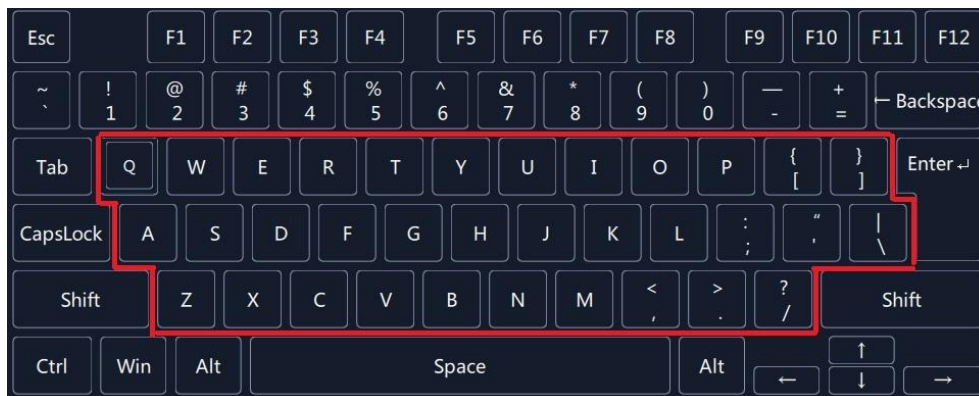 Esc F1 F2 F3 F4 F5 F6 F7 F8 F9 F10 F11 F12
~ ! @ # $ % ^ & * ( ) — +
` 1 2 3 4 5 6 7 8 9 0 - = ← Backspac
Tab Q W E R T Y U I O P { } Enter ↵
[ ]
CapsLock A S D F G H J K L : “ |
; ' \
Shift Z X C V B N M < > ? Shift
, . /
Ctrl Win Alt Space Alt ↑
← ↓ →